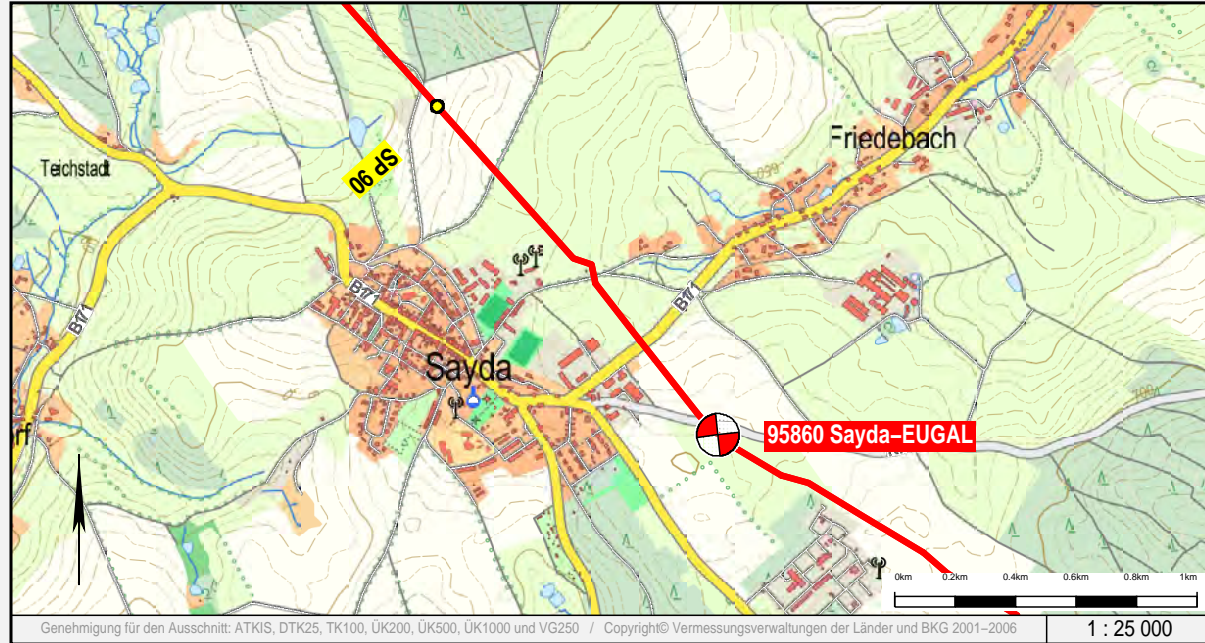 Friedebach
Teichstadt
SP 90
660
B171
B171
B171
Sayda
95860 Sayda–EUGAL
rf
0km 0.2km 0.4km 0.6km 0.8km 1km
Genehmigung für den Ausschnitt: ATKIS, DTK25, TK100, ÜK200, ÜK500, ÜK1000 und VG250 / Copyright© Vermessungsverwaltungen der Länder und BKG 2001–2006
1 : 25 000